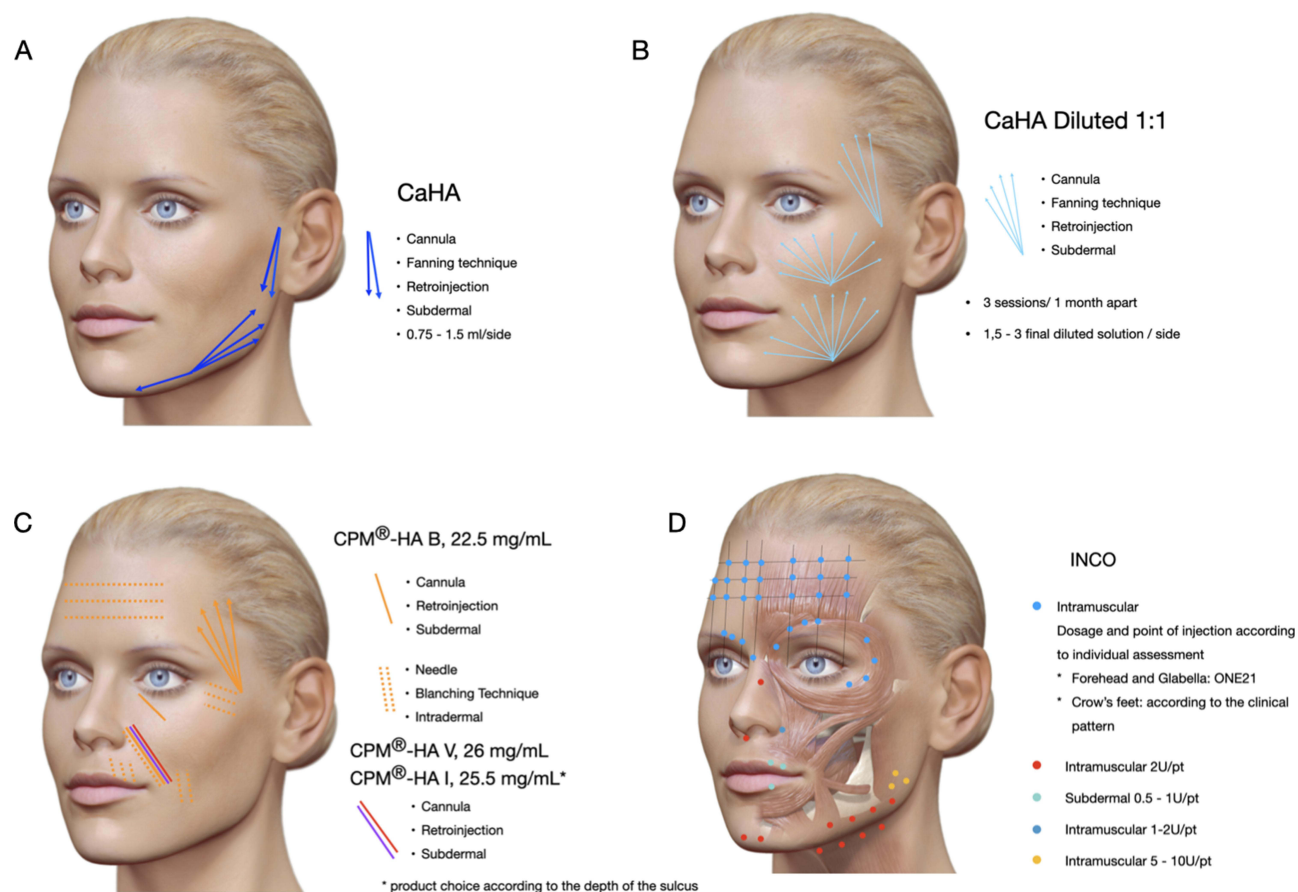 A
CaHA
• Cannula
• Fanning technique
• Retroinjection
• Subdermal
• 0.75 - 1.5 ml/side
B
CaHA Diluted 1:1
• Cannula
• Fanning technique
• Retroinjection
• Subdermal
• 3 sessions/ 1 month apart
• 1,5 - 3 final diluted solution / side
C
CPM®-HA B, 22.5 mg/mL
• Cannula
• Retroinjection
• Subdermal
• Needle
• Blanching Technique
• Intradermal
CPM®-HA V, 26 mg/mL
CPM®-HA I, 25.5 mg/mL*
• Cannula
• Retroinjection
• Subdermal
* product choice according to the depth of the sulcus
D
INCO
Intramuscular
Dosage and point of injection according
to individual assessment
* Forehead and Glabella: ONE21
* Crow's feet: according to the clinical
pattern
Intramuscular 2U/pt
Subdermal 0.5 - 1U/pt
Intramuscular 1-2U/pt
Intramuscular 5 - 10U/pt